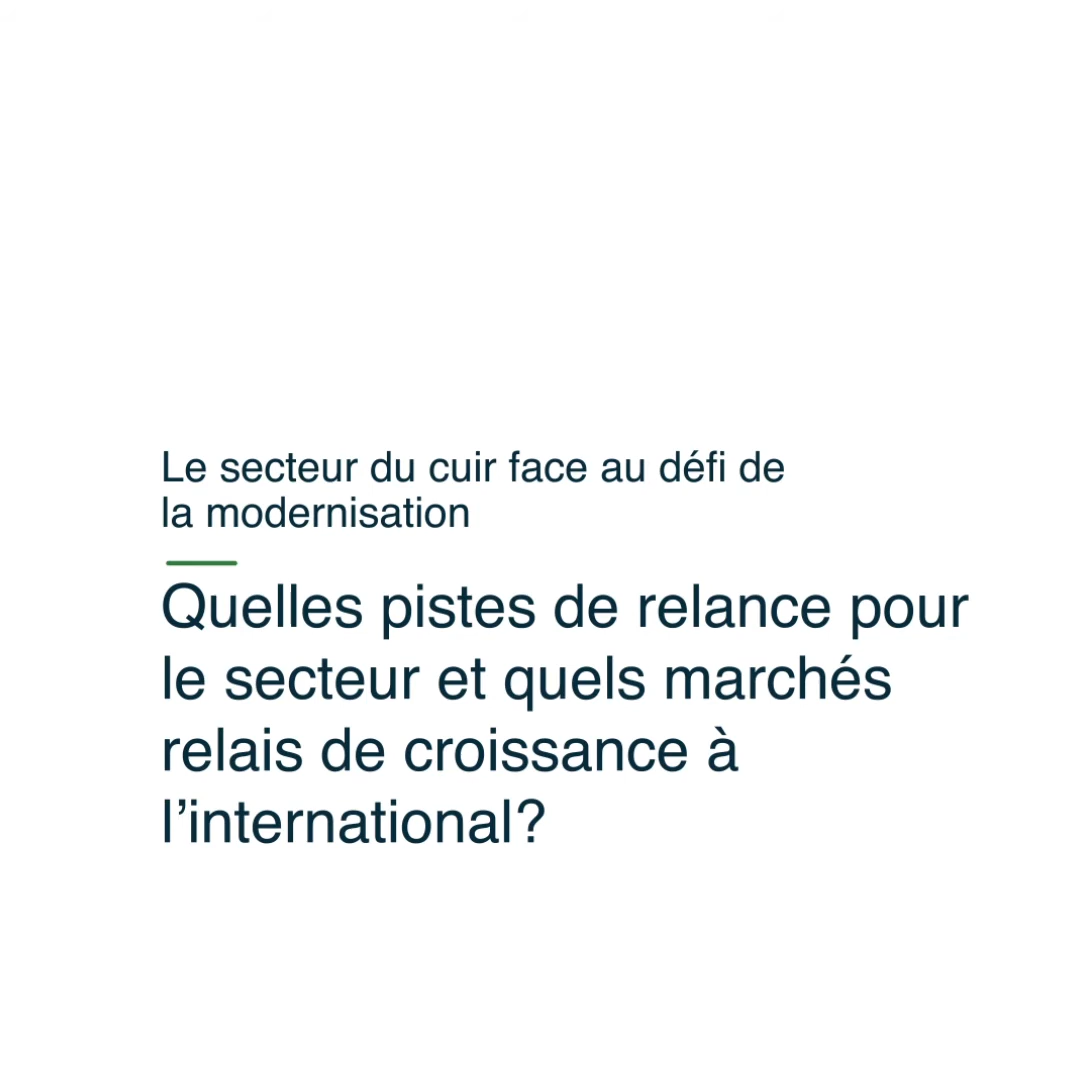 Le secteur du cuir face au défi de
la modernisation
Quelles pistes de relance pour
le secteur et quels marchés
relais de croissance à
l’international?